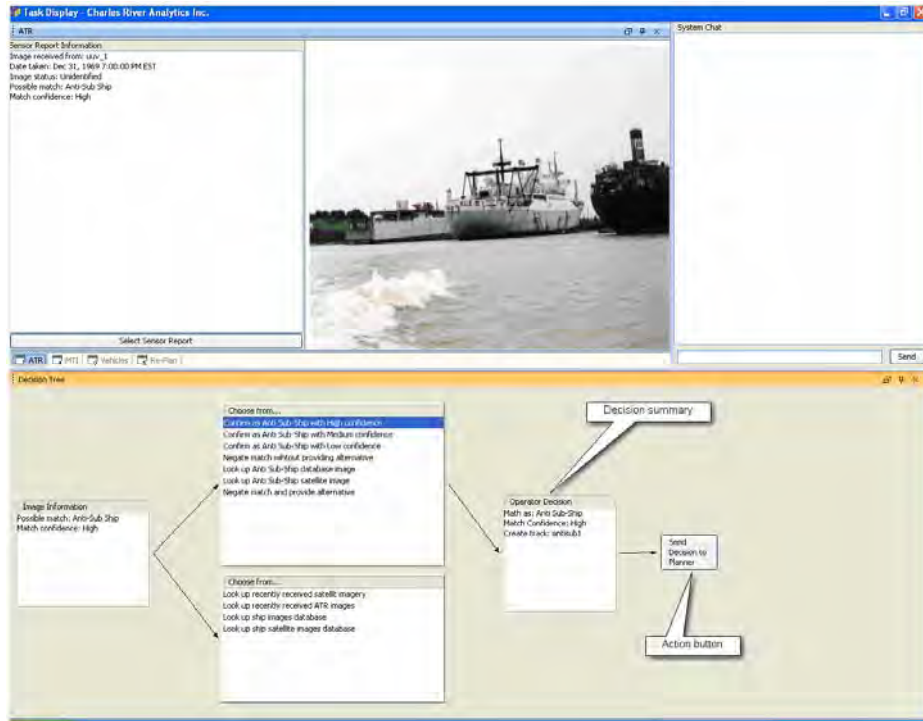 Task Display - Charles River Analytics Inc.
ATR
Sensor Report Information
Image received from: uuv_1
Date taken: Dec 31, 1969 7:00:00 PM EST
Image status: Unidentified
Possible match: Anti-Sub Ship
Match confidence: High
Select Sensor Report
ATR
MTI
Vehicles
Re-Plan
System Chat
Send
Decision Tree
Image Information
Possible match: Anti-Sub Ship
Match confidence: High
Choose from...
Confirm as Anti Sub-Ship with High confidence
Confirm as Anti Sub-Ship with Medium confidence
Confirm as Anti Sub-Ship with Low confidence
Negate match wihtout providing alternative
Look up Anti Sub-Ship database image
Look up Anti Sub-Ship satellite image
Negate match and provide alternative
Choose from...
Look up recently received satellit imagery
Look up recently received ATR images
Look up ship images database
Look up ship satellite images database
Decision summary
Operator Decision
Math as: Anti Sub-Ship
Match Confidence: High
Create track: antisub1
Send
Decision to
Planner
Action button